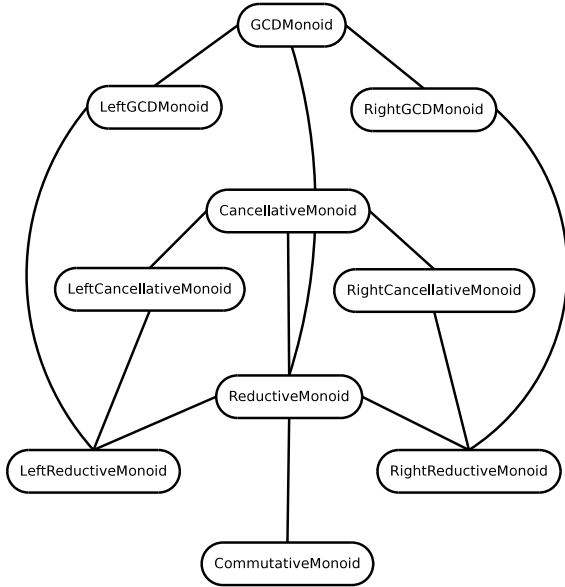 GCDMonoid
LeftGCDMonoid
RightGCDMonoid
CancellativeMonoid
LeftCancellativeMonoid
RightCancellativeMonoid
ReductiveMonoid
LeftReductiveMonoid
RightReductiveMonoid
CommutativeMonoid